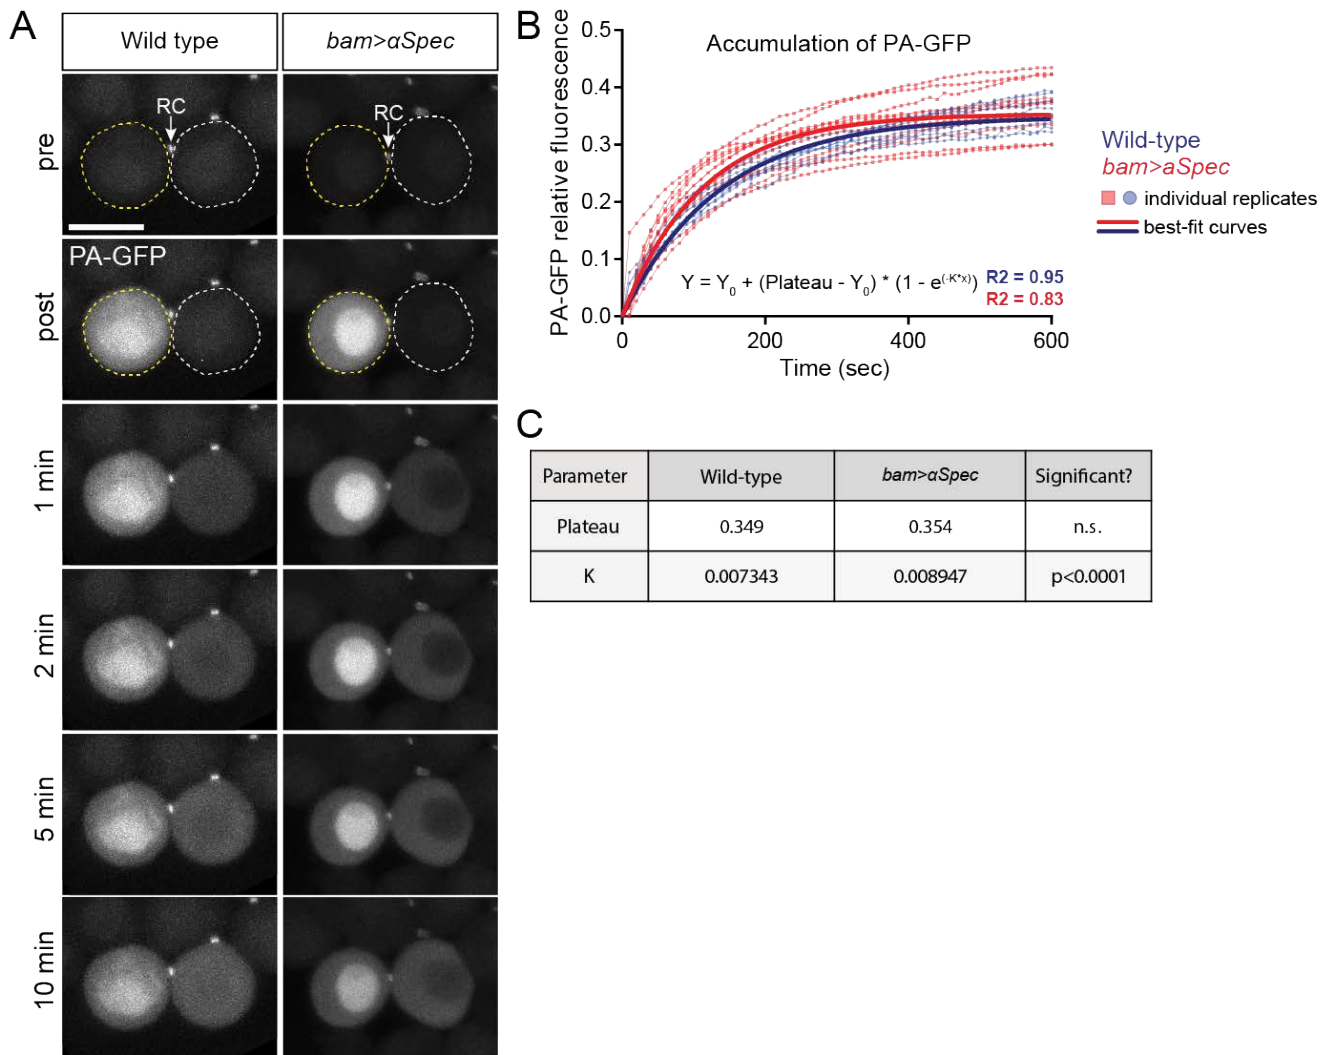 A
Wild type
bam>αSpec
pre
RC
RC
PA-GFP
post
1 min
2 min
5 min
10 min
B
Accumulation of PA-GFP
PA-GFP relative fluorescence
0.5
0.4
0.3
0.2
0.1
0.0
0
200
400
600
Time (sec)
Y = Y0 + (Plateau - Y0) * (1 - e(-K*x))
R2 = 0.95
R2 = 0.83
Wild-type
bam>aSpec
individual replicates
best-fit curves
C
Parameter Wild-type bam>αSpec Significant?
Plateau 0.349 0.354 n.s.
K 0.007343 0.008947 p<0.0001